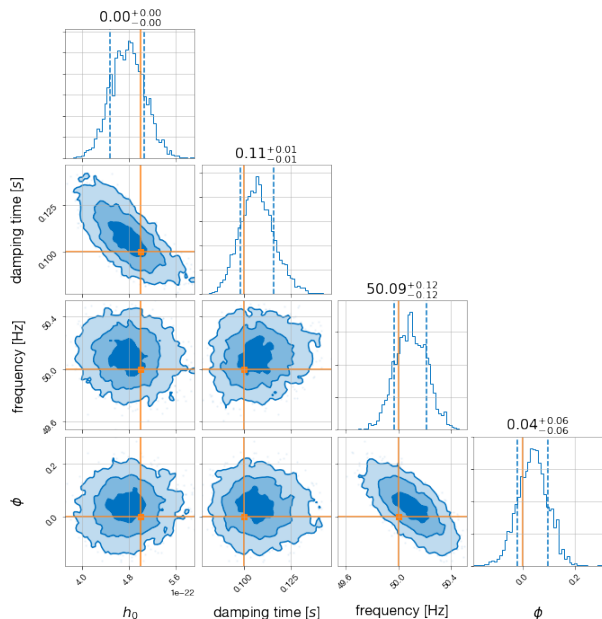 0.00+0.00−0.00
0.11+0.01−0.01
damping time [s]
0.125
0.100
50.09+0.12−0.12
frequency [Hz]
50.4
50.0
49.6
0.04+0.06−0.06
ϕ
0.2
0.0
4.0 4.8 5.6 0.100 0.125 49.6 50.0 50.4 0.0 0.2
1e−22
h0 damping time [s] frequency [Hz] ϕ